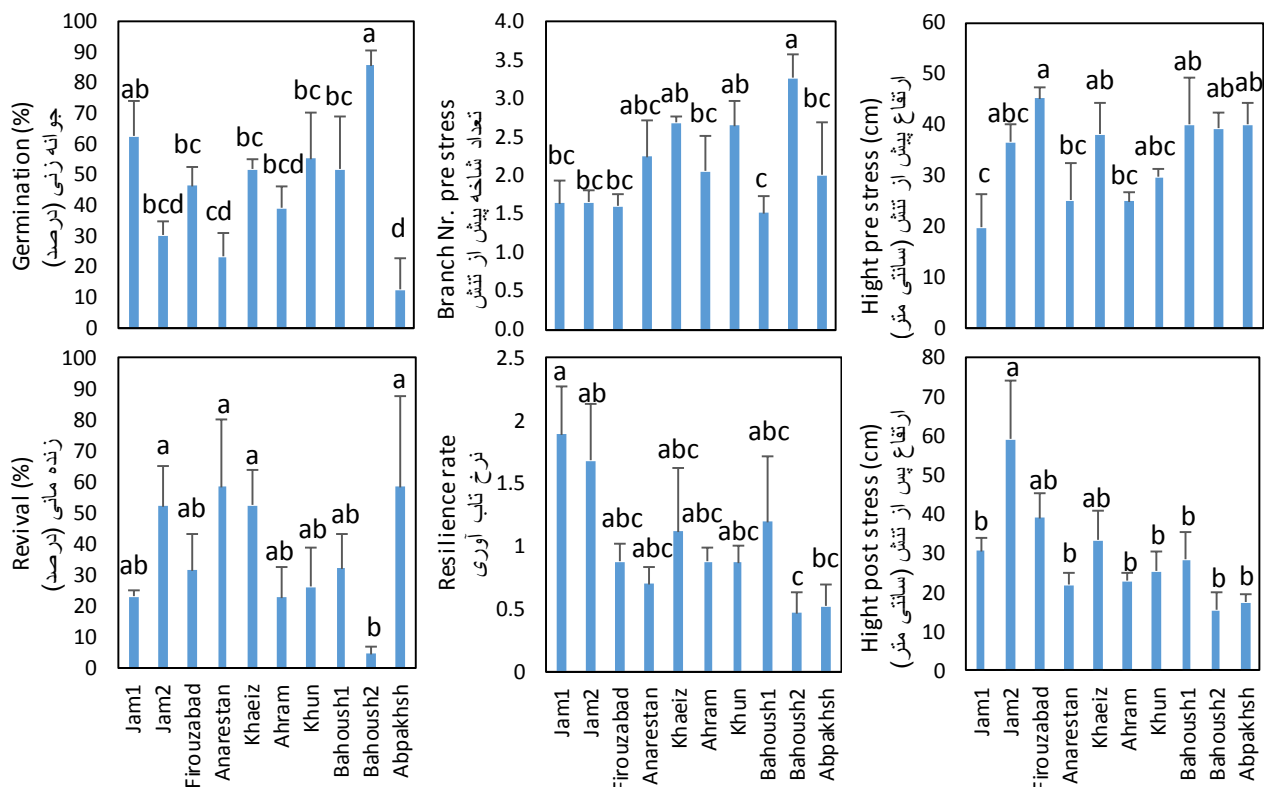 Germination (%)
جوانه زنی (درصد)
100
90
80
70
60
50
40
30
20
10
0
ab
bcd
bc
cd
bc
bcd
bc
bc
a
d
Branch Nr. pre stress
تعداد شاخه پیش از تنش
4.0
3.5
3.0
2.5
2.0
1.5
1.0
0.5
0.0
bc
bc
bc
abc
ab
bc
ab
c
a
bc
Hight pre stress (cm)
ارتفاع پیش از تنش (سانتی متر)
60
50
40
30
20
10
0
c
abc
a
bc
ab
bc
abc
ab
ab
ab
Revival (%)
زنده مانی (درصد)
100
90
80
70
60
50
40
30
20
10
0
ab
a
ab
a
a
ab
ab
ab
b
a
Jam1
Jam2
Firouzabad
Anarestan
Khaeiz
Ahram
Khun
Bahoush1
Bahoush2
Abpakhsh
Resilience rate
نرخ تاب آوری
2.5
2
1.5
1
0.5
0
a
ab
abc
abc
abc
abc
abc
abc
c
bc
Jam1
Jam2
Firouzabad
Anarestan
Khaeiz
Ahram
Khun
Bahoush1
Bahoush2
Abpakhsh
Hight post stress (cm)
ارتفاع پس از تنش (سانتی متر)
80
70
60
50
40
30
20
10
0
b
a
ab
b
ab
b
b
b
b
b
Jam1
Jam2
Firouzabad
Anarestan
Khaeiz
Ahram
Khun
Bahoush1
Bahoush2
Abpakhsh